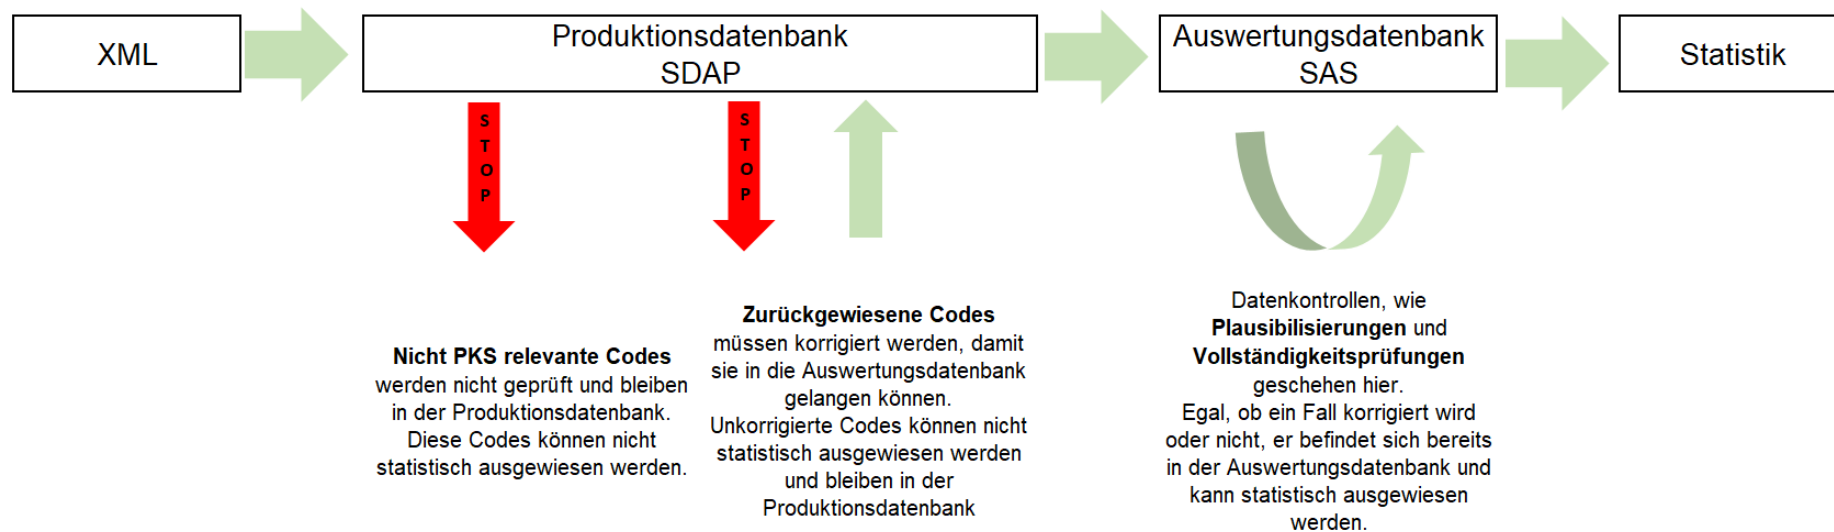 XML
Produktionsdatenbank
SDAP
Auswertungsdatenbank
SAS
Statistik
S
T
O
P
S
T
O
P
Nicht PKS relevante Codes
werden nicht geprüft und bleiben
in der Produktionsdatenbank.
Diese Codes können nicht
statistisch ausgewiesen werden.
Zurückgewiesene Codes
müssen korrigiert werden, damit
sie in die Auswertungsdatenbank
gelangen können.
Unkorrigierte Codes können nicht
statistisch ausgewiesen werden
und bleiben in der
Produktionsdatenbank
Datenkontrollen, wie
Plausibilisierungen und
Vollständigkeitsprüfungen
geschehen hier.
Egal, ob ein Fall korrigiert wird
oder nicht, er befindet sich bereits
in der Auswertungsdatenbank und
kann statistisch ausgewiesen
werden.